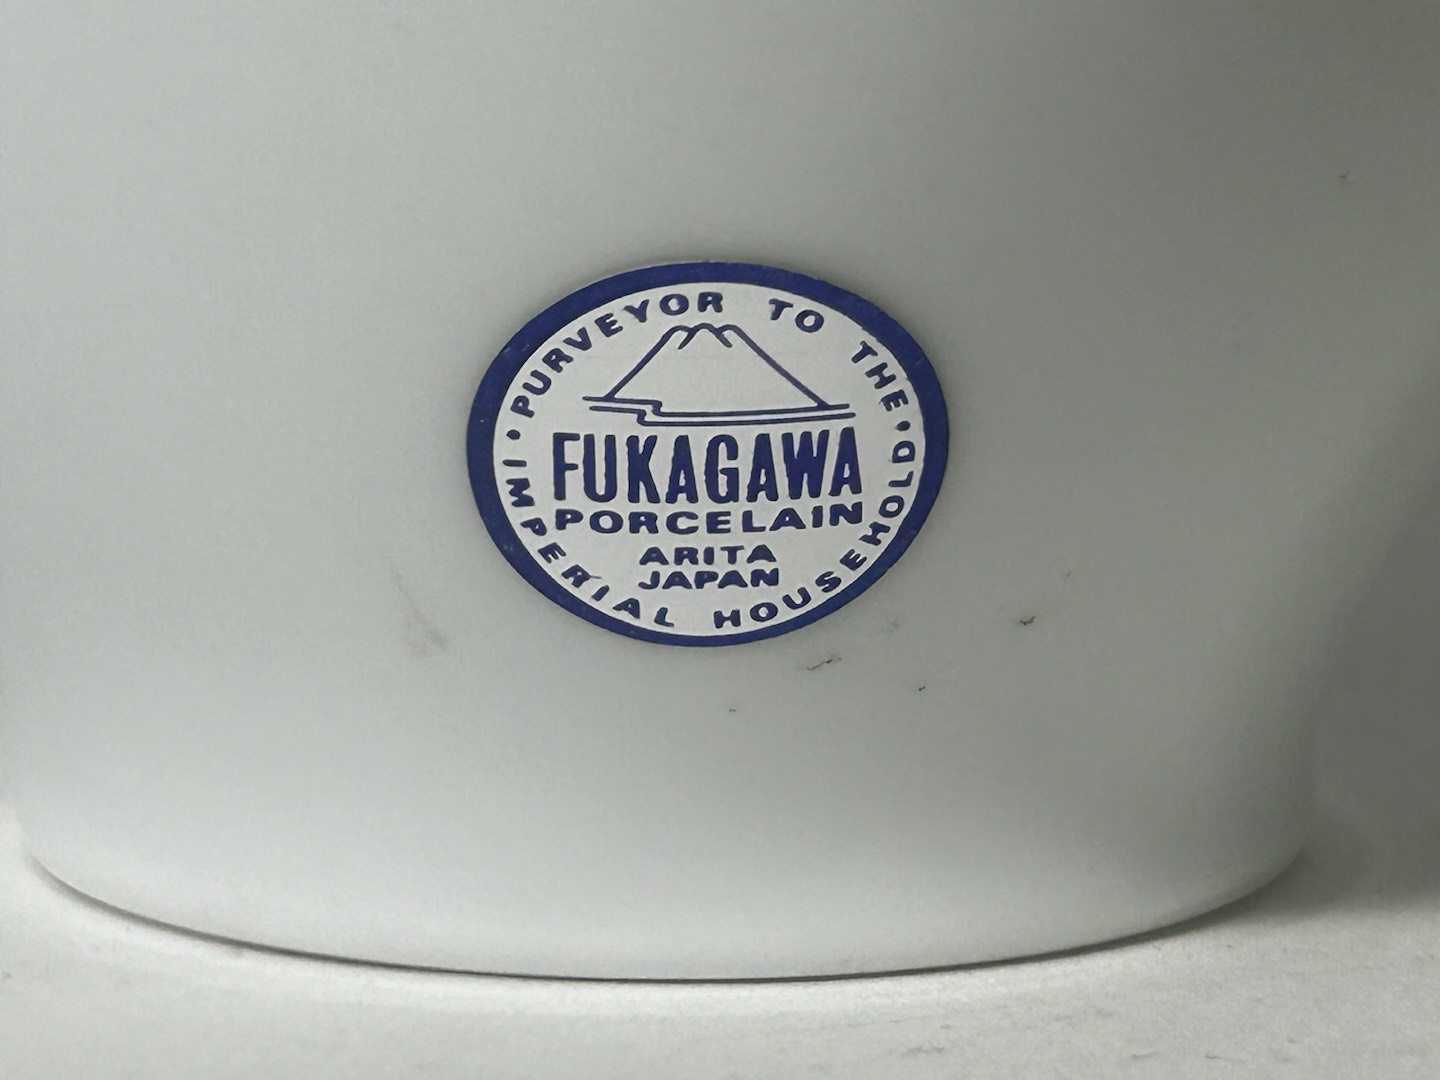 • PURVEYOR TO THE •
FUKAGAWA
PORCELAIN
ARITA
JAPAN
IMPERIAL HOUSEHOLD